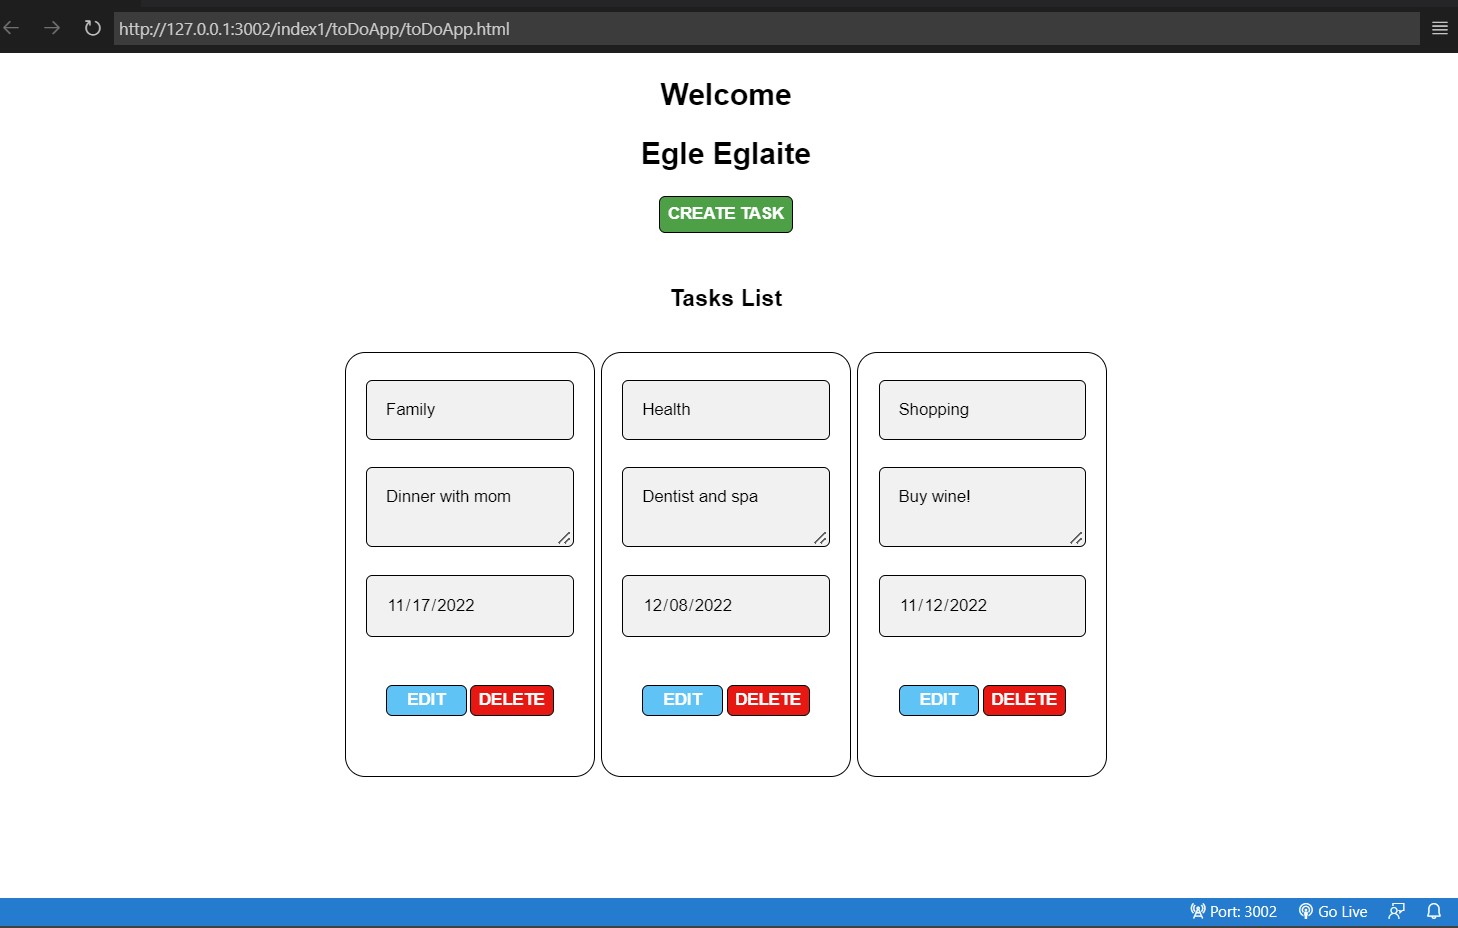 http://127.0.0.1:3002/index1/toDoApp/toDoApp.html
Welcome
Egle Eglaite
CREATE TASK
Tasks List
Family
Dinner with mom
11/17/2022
EDIT DELETE
Health
Dentist and spa
12/08/2022
EDIT DELETE
Shopping
Buy wine!
11/12/2022
EDIT DELETE
Port: 3002 Go Live